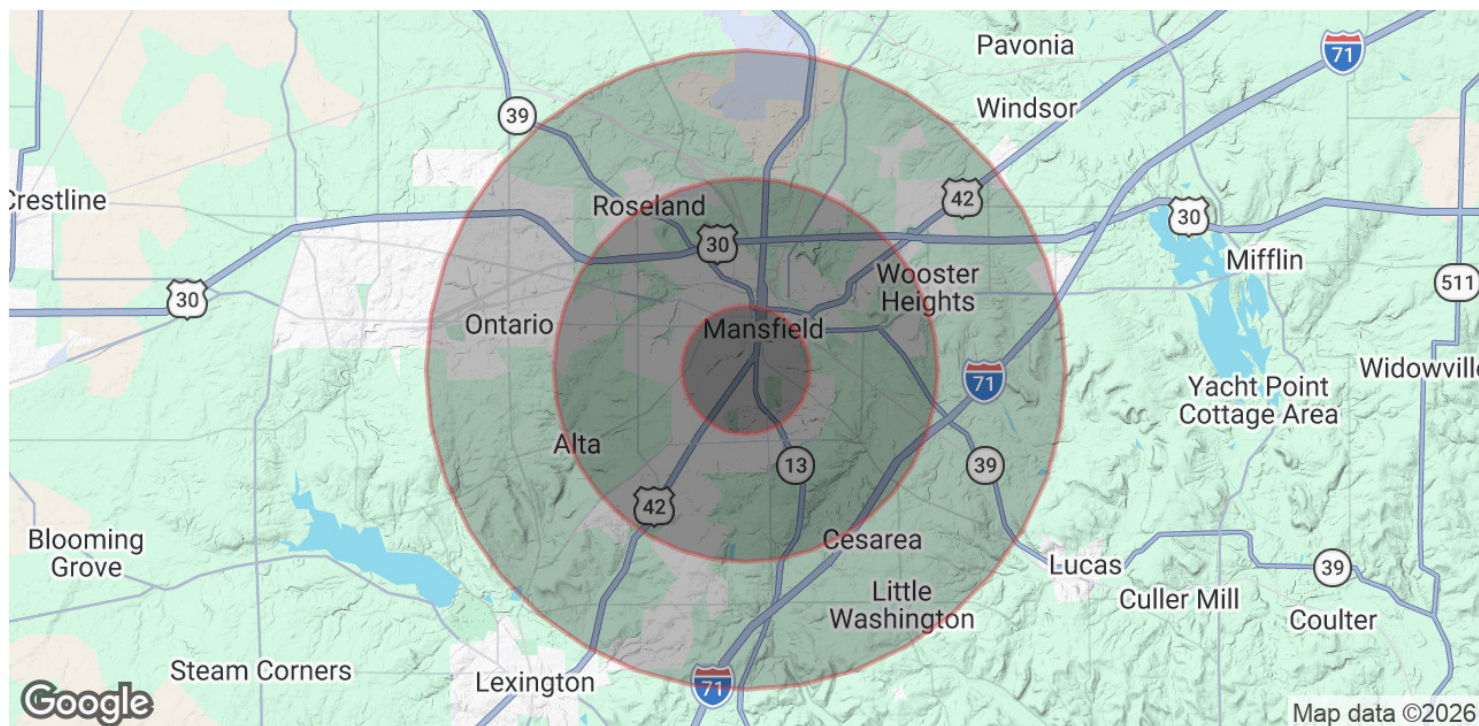 Pavonia
71
Windsor
39
Crestline
42
Roseland
30
30
Mifflin
Wooster
Heights
511
30
Ontario
Mansfield
Widowville
71
Yacht Point
Cottage Area
Alta
13
39
42
Blooming
Grove
Cesarea
Lucas
39
Little
Washington
Culler Mill
Coulter
Steam Corners
Lexington
71
Google
Map data ©2026